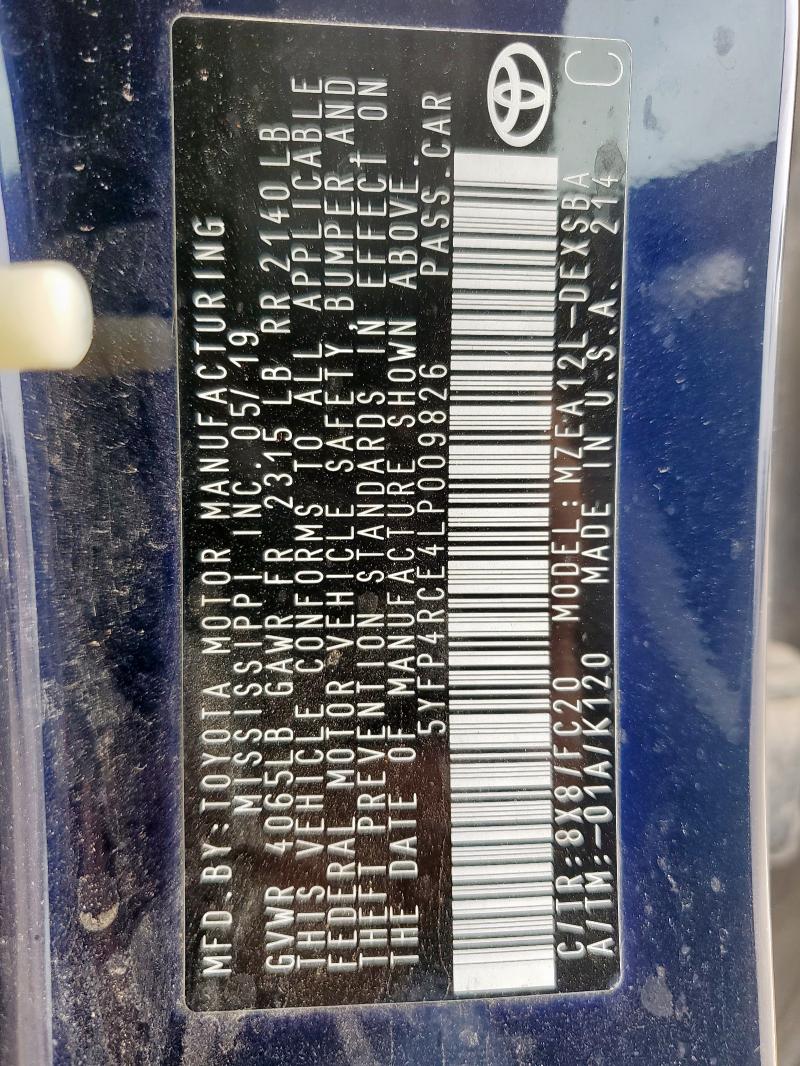 MFD.BY:TOYOTA MOTOR MANUFACTURING
MISSISSIPPI INC. 05/19
GVWR 4065LB GAWR FR 2315 LB RR 2140LB
THIS VEHICLE CONFORMS TO ALL APPLICABLE
FEDERAL MOTOR VEHICLE SAFETY,BUMPER AND
THEFT PREVENTION STANDARDS IN EFFECT ON
THE DATE OF MANUFACTURE SHOWN ABOVE.
5YFP4RCE4LP009826 PASS.CAR
C/TR:8X8/FC20 MODEL:MZEA12L-DEXSBA
A/TM:-01A/K120 MADE IN U.S.A. 214
C